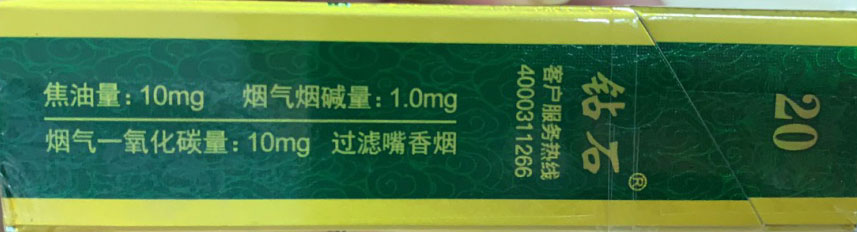 焦油量：10mg 烟气烟碱量：1.0mg
烟气一氧化碳量：10mg 过滤嘴香烟
客户服务热线
4000311266
钻石®
20